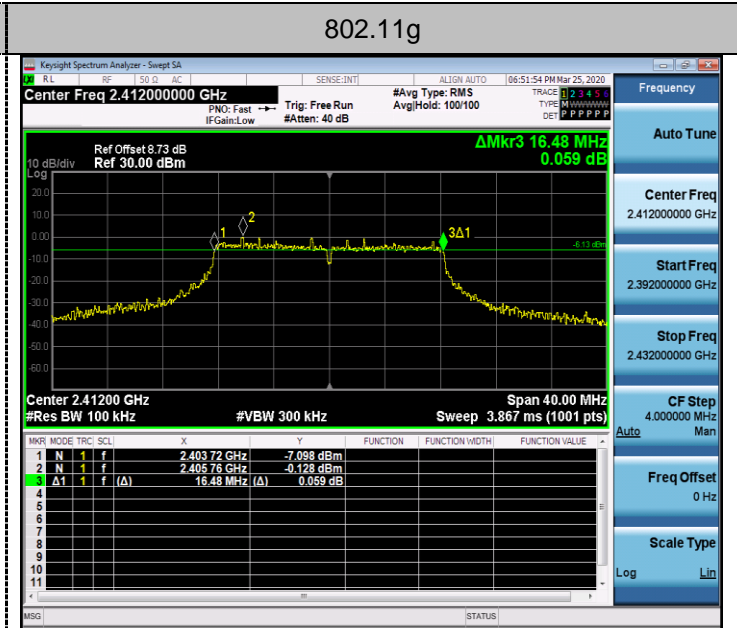 802.11g
Keysight Spectrum Analyzer - Swept SA
RL RF 50 Ω AC SENSE:INT ALIGN AUTO 06:51:54 PM Mar 25, 2020
Center Freq 2.412000000 GHz
PNO: Fast
IFGain:Low
Trig: Free Run
#Atten: 40 dB
#Avg Type: RMS
Avg|Hold: 100/100
TRACE 1 2 3 4 5 6
TYPE M WWWWW
DET P P P P P P
Ref Offset 8.73 dB
10 dB/div Ref 30.00 dBm
Log
ΔMkr3 16.48 MHz
0.059 dB
20.0
10.0
0.00
-10.0
-20.0
-30.0
-40.0
-50.0
-60.0
1
2
3Δ1
-6.13 dBm
Center 2.41200 GHz Span 40.00 MHz
#Res BW 100 kHz #VBW 300 kHz Sweep 3.867 ms (1001 pts)
MKR MODE TRC SCL X Y FUNCTION FUNCTION WIDTH FUNCTION VALUE
1 N 1 f 2.403 72 GHz -7.098 dBm
2 N 1 f 2.405 76 GHz -0.128 dBm
3 Δ1 1 f (Δ) 16.48 MHz (Δ) 0.059 dB
4
5
6
7
8
9
10
11
MSG STATUS
Frequency
Auto Tune
Center Freq
2.412000000 GHz
Start Freq
2.392000000 GHz
Stop Freq
2.432000000 GHz
CF Step
4.000000 MHz
Auto Man
Freq Offset
0 Hz
Scale Type
Log Lin